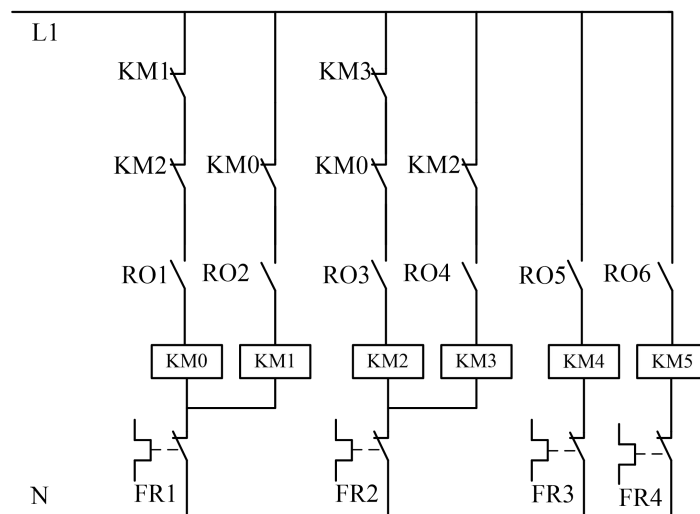 L1
KM1 KM3
KM2 KM0 KM0 KM2
RO1 RO2 RO3 RO4 RO5 RO6
KM0 KM1 KM2 KM3 KM4 KM5
FR1 FR2 FR3 FR4
N